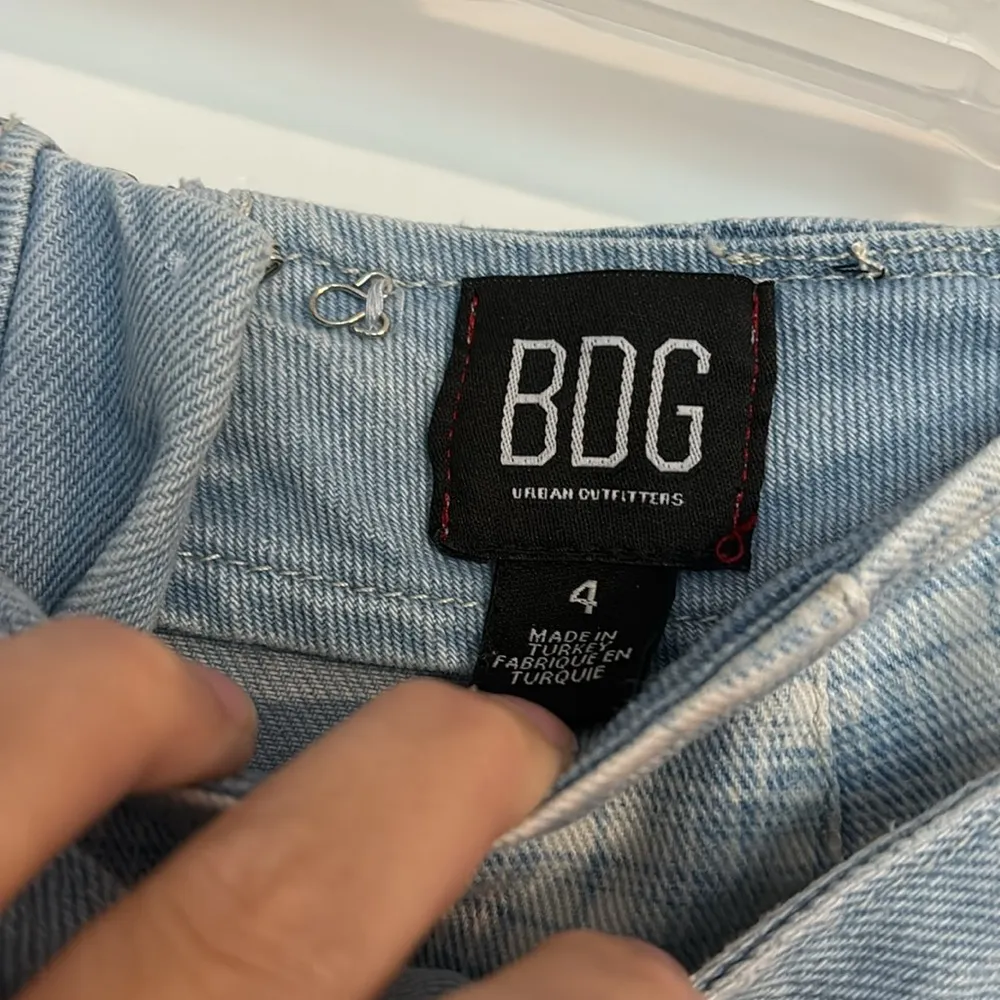 BDG
URBAN OUTFITTERS
4
MADE IN
TURKEY
FABRIQUE EN
TURQUIE